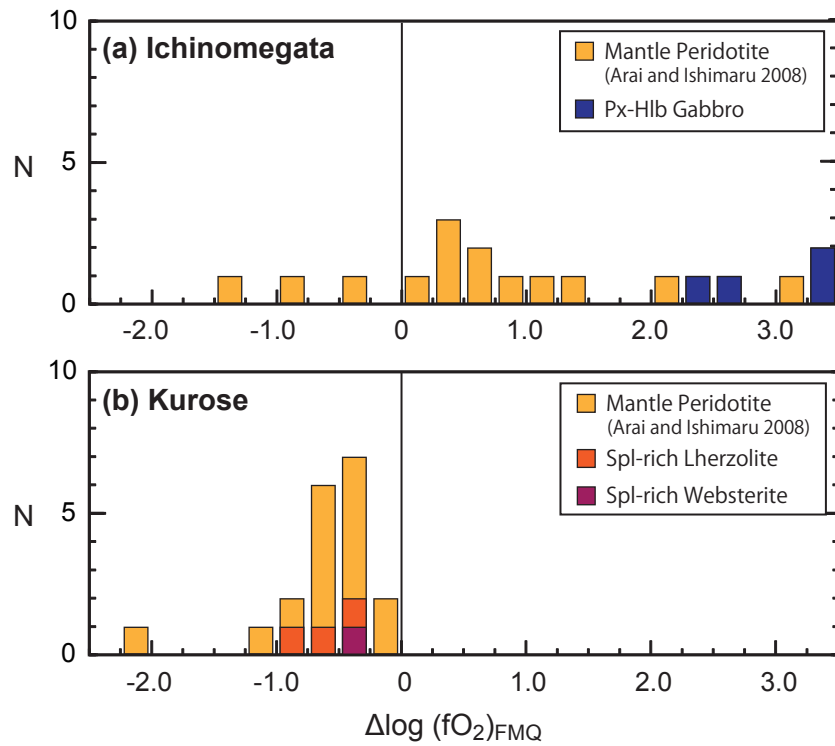 (a) Ichinomegata
Mantle Peridotite
(Arai and Ishimaru 2008)
Px-Hlb Gabbro
10
5
0
N
-2.0 -1.0 0 1.0 2.0 3.0
(b) Kurose
Mantle Peridotite
(Arai and Ishimaru 2008)
Spl-rich Lherzolite
Spl-rich Websterite
10
5
0
N
-2.0 -1.0 0 1.0 2.0 3.0
Δlog (fO₂)FMQ